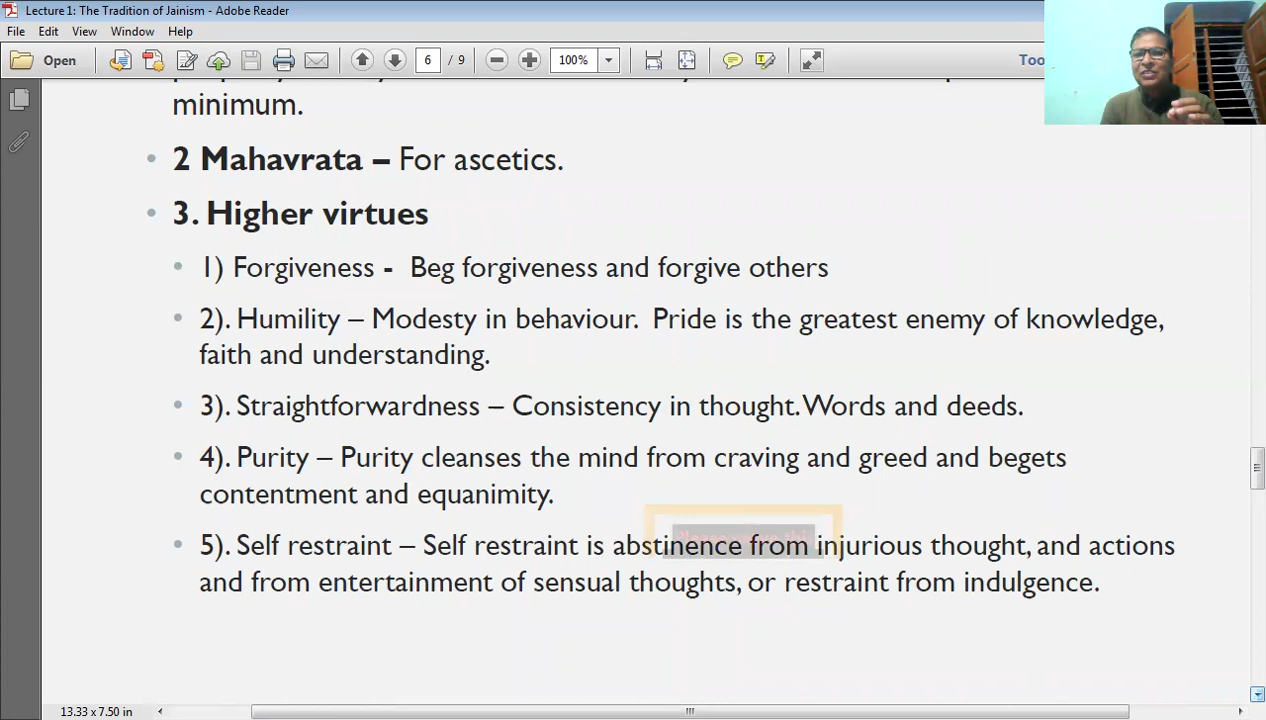 Lecture 1: The Tradition of Jainism - Adobe Reader
File Edit View Window Help
Open 6 / 9 100%
minimum.
• 2 Mahavrata – For ascetics.
• 3. Higher virtues
• 1) Forgiveness - Beg forgiveness and forgive others
• 2). Humility – Modesty in behaviour. Pride is the greatest enemy of knowledge,
faith and understanding.
• 3). Straightforwardness – Consistency in thought. Words and deeds.
• 4). Purity – Purity cleanses the mind from craving and greed and begets
contentment and equanimity.
• 5). Self restraint – Self restraint is abstinence from injurious thought, and actions
and from entertainment of sensual thoughts, or restraint from indulgence.
13.33 x 7.50 in